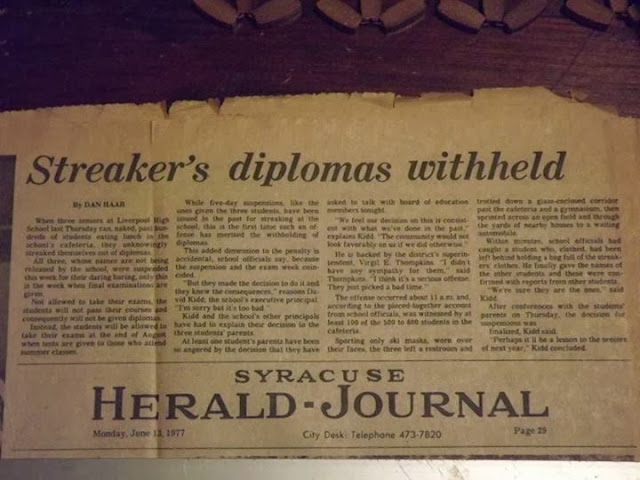 Streaker's diplomas withheld
By DAN HAAR
When three seniors at Liverpool High
School last Thursday ran, naked, past hun-
dreds of students eating lunch in the
school's cafeteria, they unknowingly
streaked themselves out of diplomas.
All three, whose names are not being
released by the school, were suspended
this week for their daring baring, only this
is the week when final examinations are
given.
Not allowed to take their exams, the
students will not pass their courses and
consequently will not be given diplomas.
Instead, the students will be allowed to
take their exams at the end of August
when tests are given to those who attend
summer classes.
While five-day suspensions, like the
ones given the three students, have been
issued in the past for streaking at the
school, this is the first time such an of-
fense has merited the withholding of
diplomas.
This added dimension to the penalty is
accidental, school officials say, because
the suspension and the exam week coin-
cided.
"But they made the decision to do it and
they knew the consequences," reasons Da-
vid Kidd, the school's executive principal.
"I'm sorry but it's too bad."
Kidd and the school's other principals
have had to explain their decision to the
three students' parents.
At least one student's parents have been
so angered by the decision that they have
asked to talk with board of education
members tonight.
"We feel our decision on this is consist-
ent with what we've done in the past,"
explains Kidd. "The community would not
look favorably on us if we did otherwise."
He is backed by the district's superin-
tendent, Virgil E. Thompkins. "I didn't
have any sympathy for them," said
Thompkins. "I think it's a serious offense.
They just picked a bad time."
The offense occurred about 11 a.m. and,
according to the pieced-together account
from school officials, was witnessed by at
least 100 of the 500 to 600 students in the
cafeteria.
Sporting only ski masks, worn over
their faces, the three left a restroom and
trotted down a glass-enclosed corridor
past the cafeteria and a gymnasium, then
sprinted across an open field and through
the yards of nearby houses to a waiting
automobile.
Within minutes, school officials had
caught a student who, clothed, had been
left behind holding a bag full of the streak-
ers' clothes. He finally gave the names of
the other students and those were con-
firmed with reports from other students.
"We're sure they are the ones," said
Kidd.
After conferences with the students'
parents on Thursday, the decision for
suspensions was
finalized, Kidd said.
"Perhaps it'll be a lesson to the seniors
of next year," Kidd concluded.
SYRACUSE
HERALD-JOURNAL
Monday, June 13, 1977
City Desk: Telephone 473-7820
Page 29